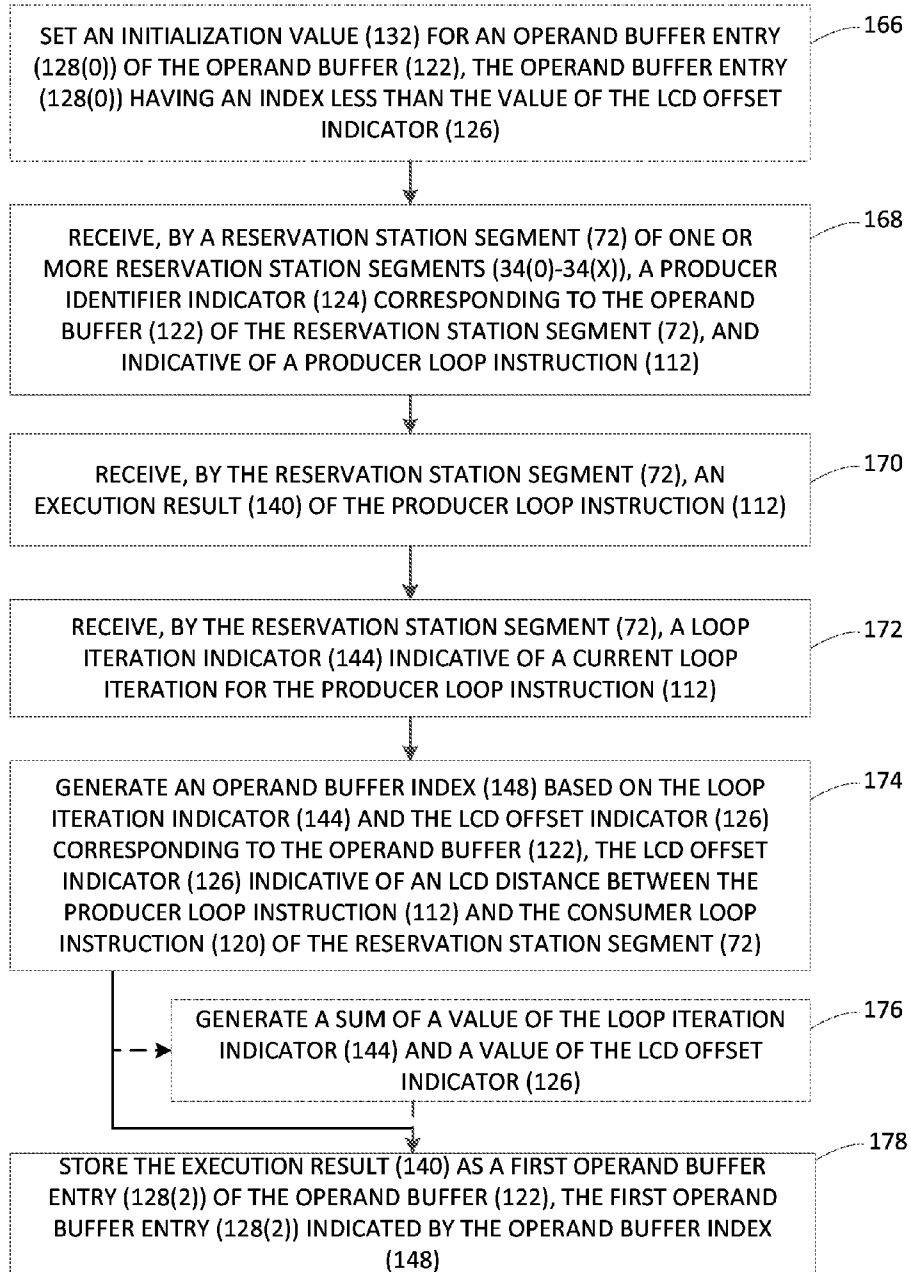 SET AN INITIALIZATION VALUE (132) FOR AN OPERAND BUFFER ENTRY
(128(0)) OF THE OPERAND BUFFER (122), THE OPERAND BUFFER ENTRY
(128(0)) HAVING AN INDEX LESS THAN THE VALUE OF THE LCD OFFSET
INDICATOR (126)
166
RECEIVE, BY A RESERVATION STATION SEGMENT (72) OF ONE OR
MORE RESERVATION STATION SEGMENTS (34(0)-34(X)), A PRODUCER
IDENTIFIER INDICATOR (124) CORRESPONDING TO THE OPERAND
BUFFER (122) OF THE RESERVATION STATION SEGMENT (72), AND
INDICATIVE OF A PRODUCER LOOP INSTRUCTION (112)
168
RECEIVE, BY THE RESERVATION STATION SEGMENT (72), AN
EXECUTION RESULT (140) OF THE PRODUCER LOOP INSTRUCTION (112)
170
RECEIVE, BY THE RESERVATION STATION SEGMENT (72), A LOOP
ITERATION INDICATOR (144) INDICATIVE OF A CURRENT LOOP
ITERATION FOR THE PRODUCER LOOP INSTRUCTION (112)
172
GENERATE AN OPERAND BUFFER INDEX (148) BASED ON THE LOOP
ITERATION INDICATOR (144) AND THE LCD OFFSET INDICATOR (126)
CORRESPONDING TO THE OPERAND BUFFER (122), THE LCD OFFSET
INDICATOR (126) INDICATIVE OF AN LCD DISTANCE BETWEEN THE
PRODUCER LOOP INSTRUCTION (112) AND THE CONSUMER LOOP
INSTRUCTION (120) OF THE RESERVATION STATION SEGMENT (72)
174
GENERATE A SUM OF A VALUE OF THE LOOP ITERATION
INDICATOR (144) AND A VALUE OF THE LCD OFFSET
INDICATOR (126)
176
STORE THE EXECUTION RESULT (140) AS A FIRST OPERAND BUFFER
ENTRY (128(2)) OF THE OPERAND BUFFER (122), THE FIRST OPERAND
BUFFER ENTRY (128(2)) INDICATED BY THE OPERAND BUFFER INDEX
(148)
178